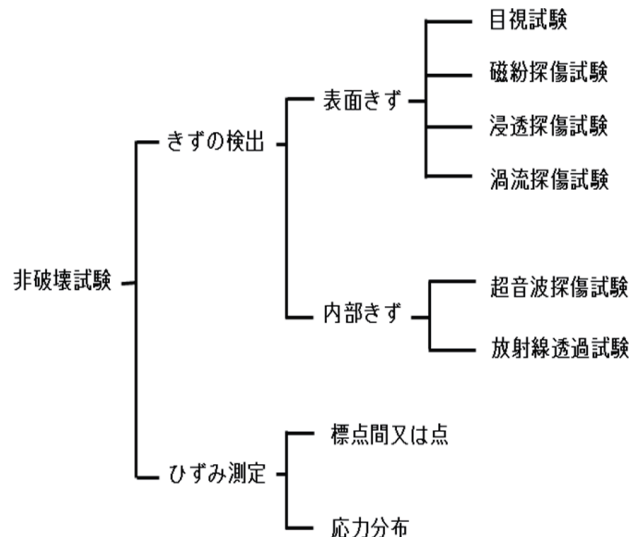 非破壊試験
きずの検出
表面きず
目視試験
磁粉探傷試験
浸透探傷試験
渦流探傷試験
内部きず
超音波探傷試験
放射線透過試験
ひずみ測定
標点間又は点
応力分布